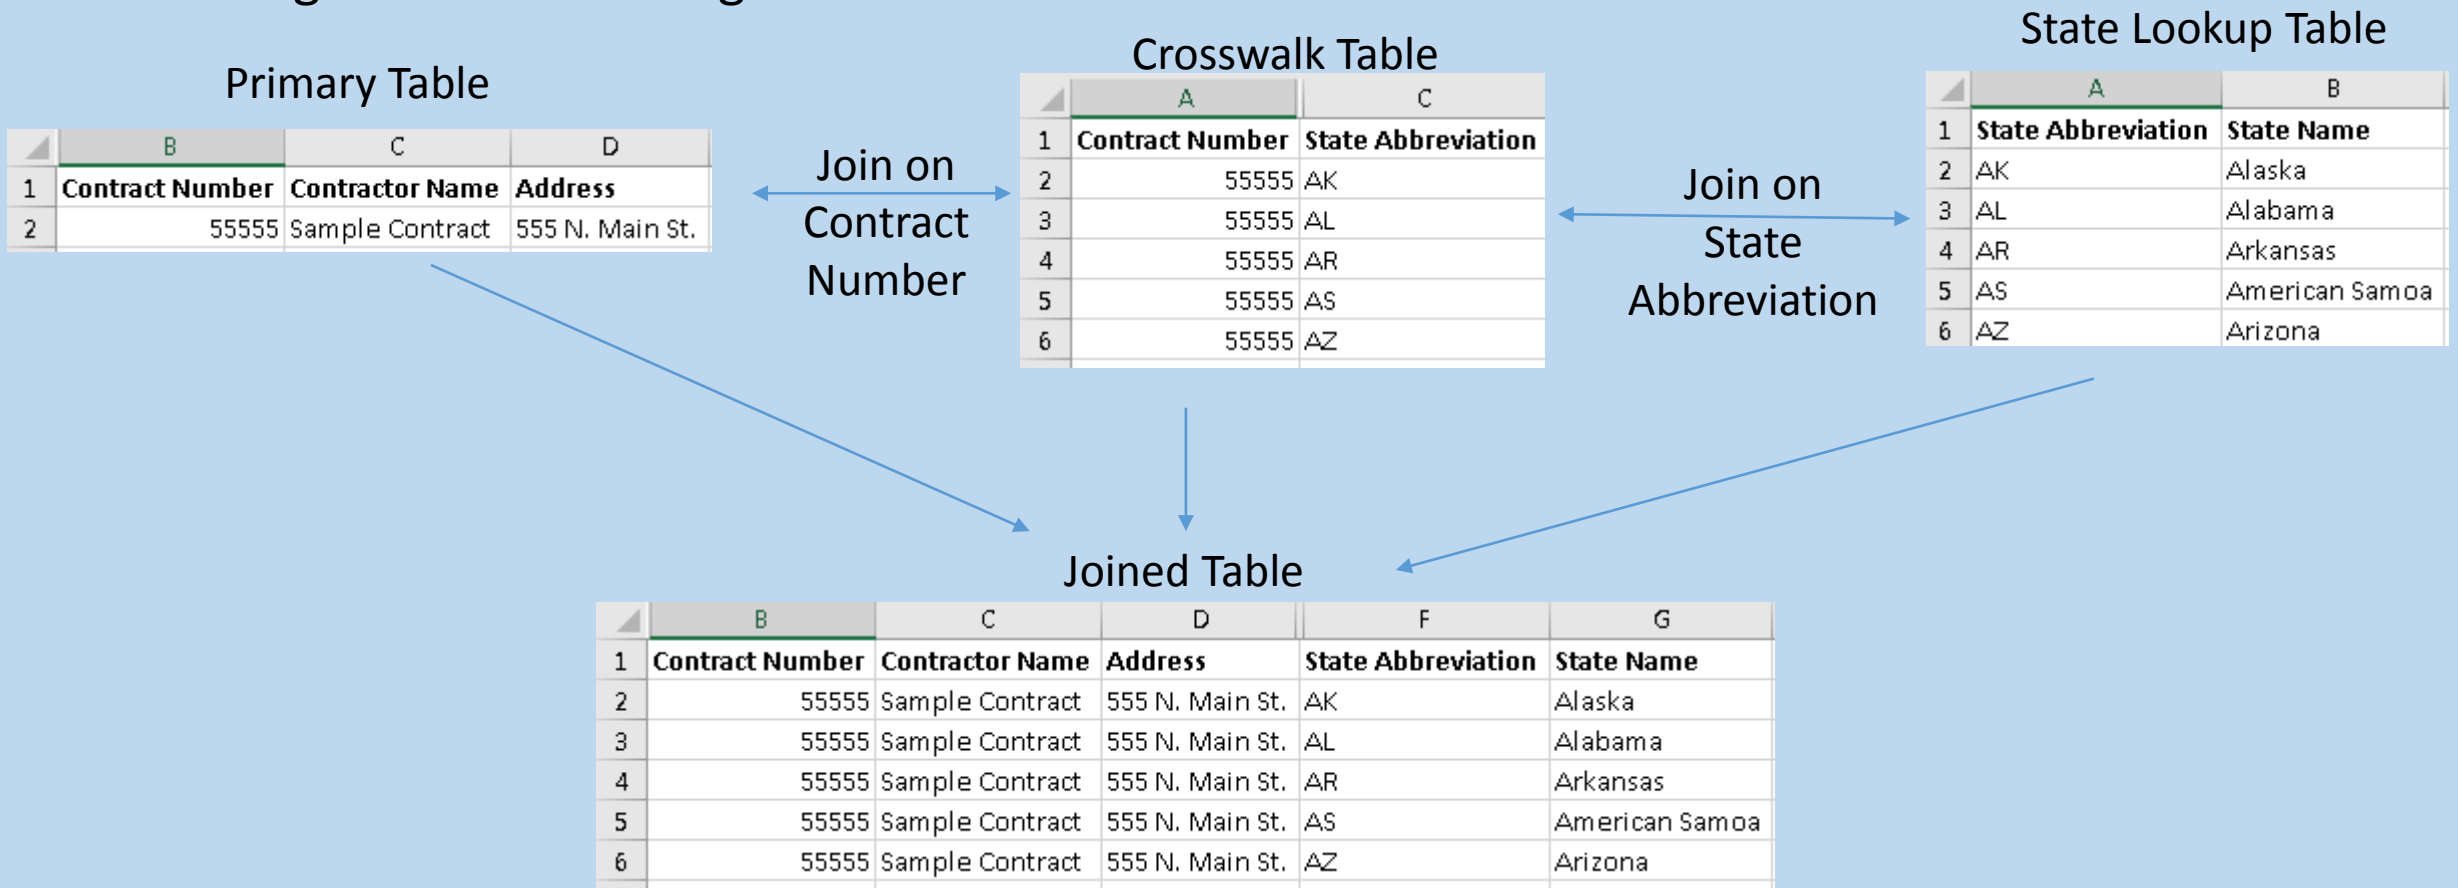 State Lookup Table
Crosswalk Table
Primary Table
A B
1 State Abbreviation State Name
2 AK Alaska
3 AL Alabama
4 AR Arkansas
5 AS American Samoa
6 AZ Arizona
A C
1 Contract Number State Abbreviation
2 55555 AK
3 55555 AL
4 55555 AR
5 55555 AS
6 55555 AZ
B C D
1 Contract Number Contractor Name Address
2 55555 Sample Contract 555 N. Main St.
Join on
Contract
Number
Join on
State
Abbreviation
Joined Table
B C D F G
1 Contract Number Contractor Name Address State Abbreviation State Name
2 55555 Sample Contract 555 N. Main St. AK Alaska
3 55555 Sample Contract 555 N. Main St. AL Alabama
4 55555 Sample Contract 555 N. Main St. AR Arkansas
5 55555 Sample Contract 555 N. Main St. AS American Samoa
6 55555 Sample Contract 555 N. Main St. AZ Arizona